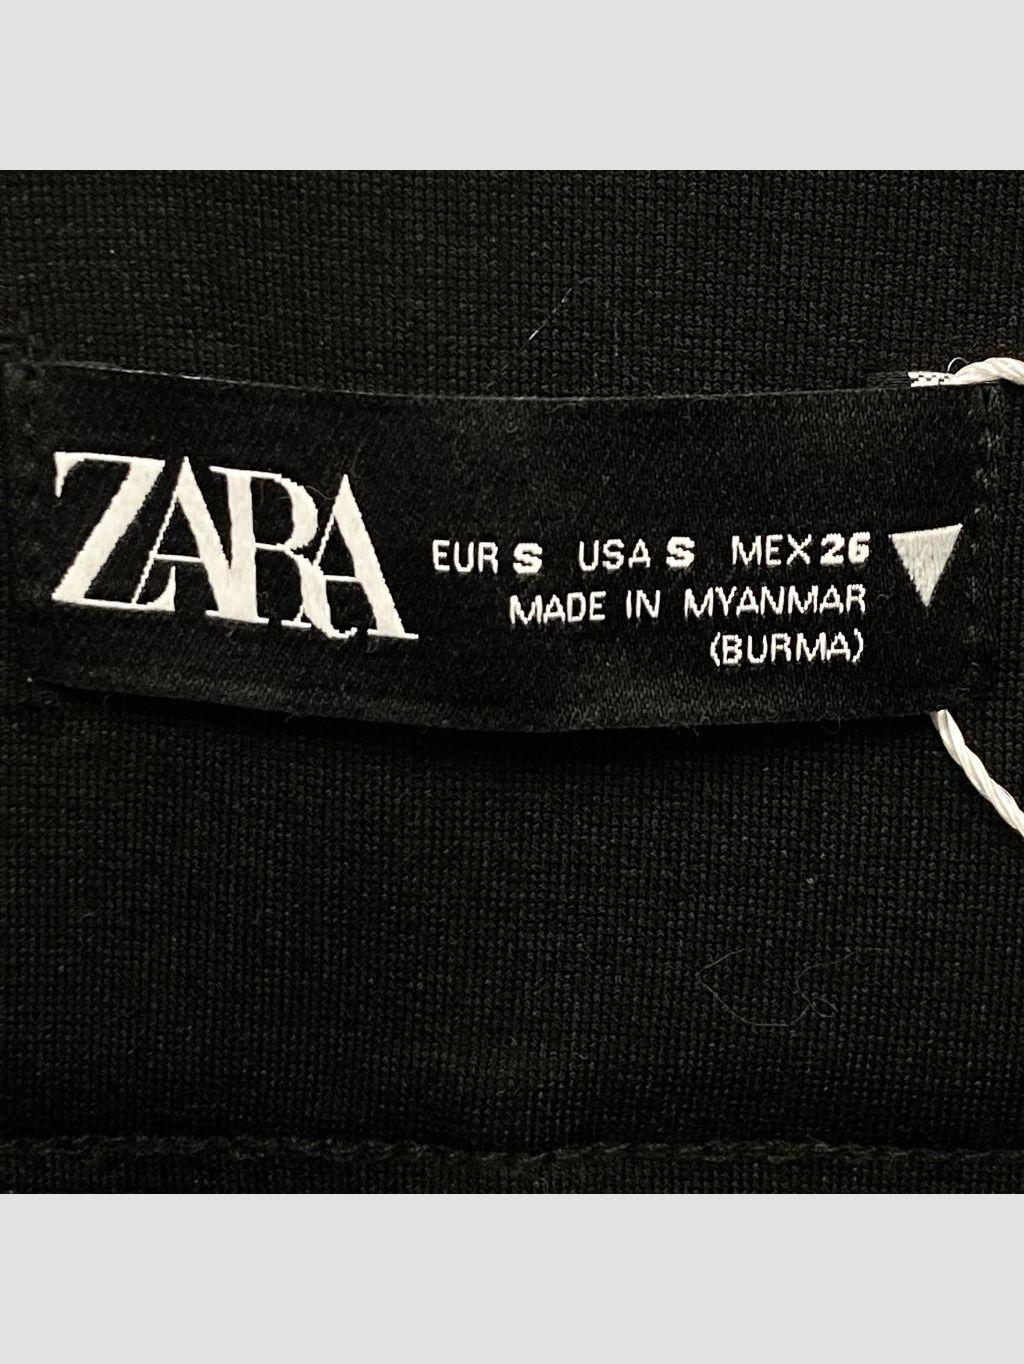 ZARA
EUR S USA S MEX 26
MADE IN MYANMAR
(BURMA)